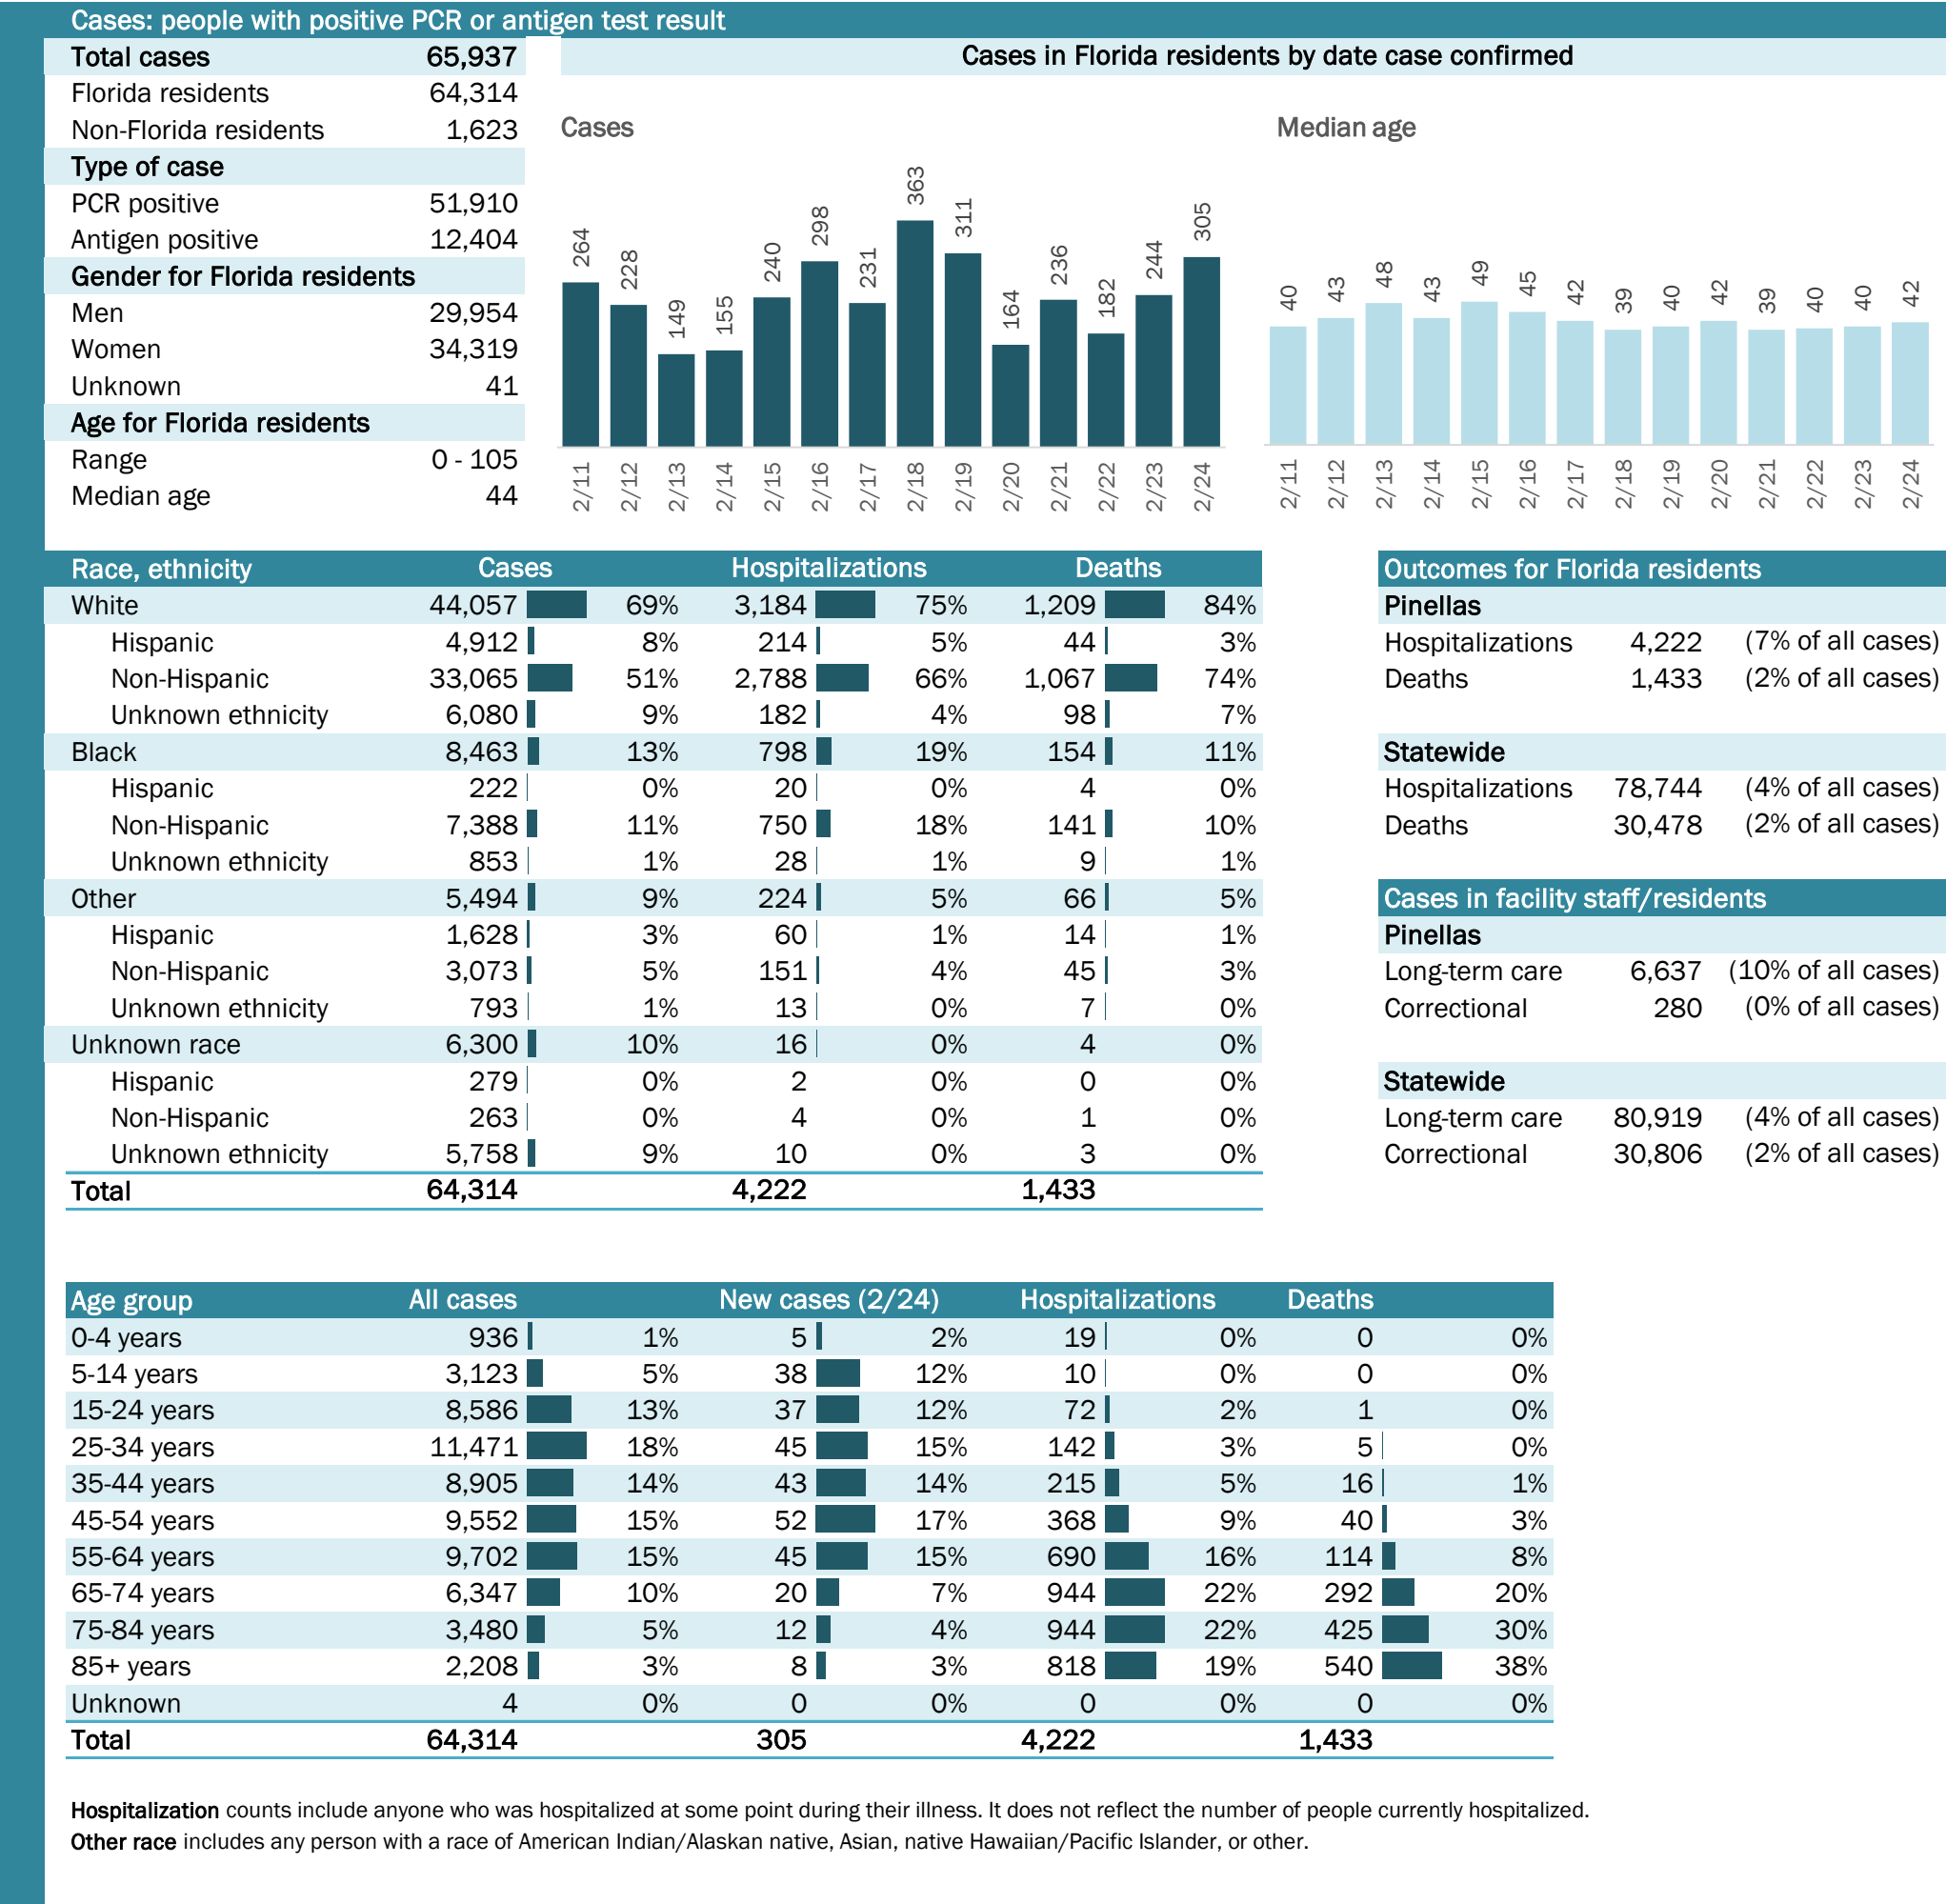 Cases: people with positive PCR or antigen test result
Total cases 65,937
Florida residents 64,314
Non-Florida residents 1,623
Type of case
PCR positive 51,910
Antigen positive 12,404
Gender for Florida residents
Men 29,954
Women 34,319
Unknown 41
Age for Florida residents
Range 0 - 105
Median age 44
Cases in Florida residents by date case confirmed
Cases
264 228 149 155 240 298 231 363 311 164 236 182 244 305
2/11 2/12 2/13 2/14 2/15 2/16 2/17 2/18 2/19 2/20 2/21 2/22 2/23 2/24
Median age
40 43 48 43 49 45 42 39 40 42 39 40 40 42
2/11 2/12 2/13 2/14 2/15 2/16 2/17 2/18 2/19 2/20 2/21 2/22 2/23 2/24
Race, ethnicity Cases Hospitalizations Deaths
White 44,057 69% 3,184 75% 1,209 84%
Hispanic 4,912 8% 214 5% 44 3%
Non-Hispanic 33,065 51% 2,788 66% 1,067 74%
Unknown ethnicity 6,080 9% 182 4% 98 7%
Black 8,463 13% 798 19% 154 11%
Hispanic 222 0% 20 0% 4 0%
Non-Hispanic 7,388 11% 750 18% 141 10%
Unknown ethnicity 853 1% 28 1% 9 1%
Other 5,494 9% 224 5% 66 5%
Hispanic 1,628 3% 60 1% 14 1%
Non-Hispanic 3,073 5% 151 4% 45 3%
Unknown ethnicity 793 1% 13 0% 7 0%
Unknown race 6,300 10% 16 0% 4 0%
Hispanic 279 0% 2 0% 0 0%
Non-Hispanic 263 0% 4 0% 1 0%
Unknown ethnicity 5,758 9% 10 0% 3 0%
Total 64,314 4,222 1,433
Outcomes for Florida residents
Pinellas
Hospitalizations 4,222 (7% of all cases)
Deaths 1,433 (2% of all cases)
Statewide
Hospitalizations 78,744 (4% of all cases)
Deaths 30,478 (2% of all cases)
Cases in facility staff/residents
Pinellas
Long-term care 6,637 (10% of all cases)
Correctional 280 (0% of all cases)
Statewide
Long-term care 80,919 (4% of all cases)
Correctional 30,806 (2% of all cases)
Age group All cases New cases (2/24) Hospitalizations Deaths
0-4 years 936 1% 5 2% 19 0% 0 0%
5-14 years 3,123 5% 38 12% 10 0% 0 0%
15-24 years 8,586 13% 37 12% 72 2% 1 0%
25-34 years 11,471 18% 45 15% 142 3% 5 0%
35-44 years 8,905 14% 43 14% 215 5% 16 1%
45-54 years 9,552 15% 52 17% 368 9% 40 3%
55-64 years 9,702 15% 45 15% 690 16% 114 8%
65-74 years 6,347 10% 20 7% 944 22% 292 20%
75-84 years 3,480 5% 12 4% 944 22% 425 30%
85+ years 2,208 3% 8 3% 818 19% 540 38%
Unknown 4 0% 0 0% 0 0% 0 0%
Total 64,314 305 4,222 1,433
Hospitalization counts include anyone who was hospitalized at some point during their illness. It does not reflect the number of people currently hospitalized.
Other race includes any person with a race of American Indian/Alaskan native, Asian, native Hawaiian/Pacific Islander, or other.